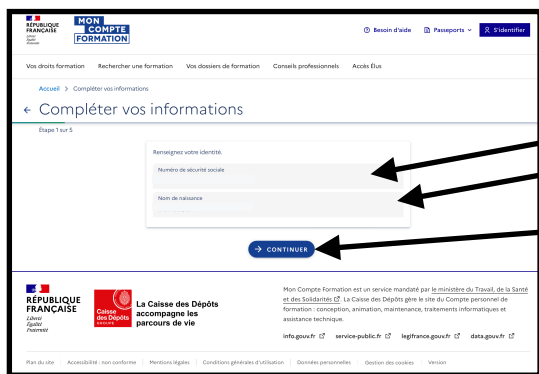 RÉPUBLIQUE
FRANÇAISE
Liberté
Égalité
Fraternité
MON
COMPTE
FORMATION
Besoin d'aide
Passeports
S'identifier
Vos droits formation
Rechercher une formation
Vos dossiers de formation
Conseils professionnels
Accès Élus
Accueil > Compléter vos informations
← Compléter vos informations
Étape 1 sur 5
Renseignez votre identité.
Numéro de sécurité sociale
Nom de naissance
→ CONTINUER
RÉPUBLIQUE
FRANÇAISE
Liberté
Égalité
Fraternité
Caisse
des Dépôts
GROUPE
La Caisse des Dépôts
accompagne les
parcours de vie
Mon Compte Formation est un service mandaté par le ministère du Travail, de la Santé
et des Solidarités. La Caisse des Dépôts gère le site du Compte personnel de
formation : conception, animation, maintenance, traitements informatiques et
assistance technique.
info.gouv.fr
service-public.fr
legifrance.gouv.fr
data.gouv.fr
Plan du site
Accessibilité : non conforme
Mentions légales
Conditions générales d'utilisation
Données personnelles
Gestion des cookies
Version